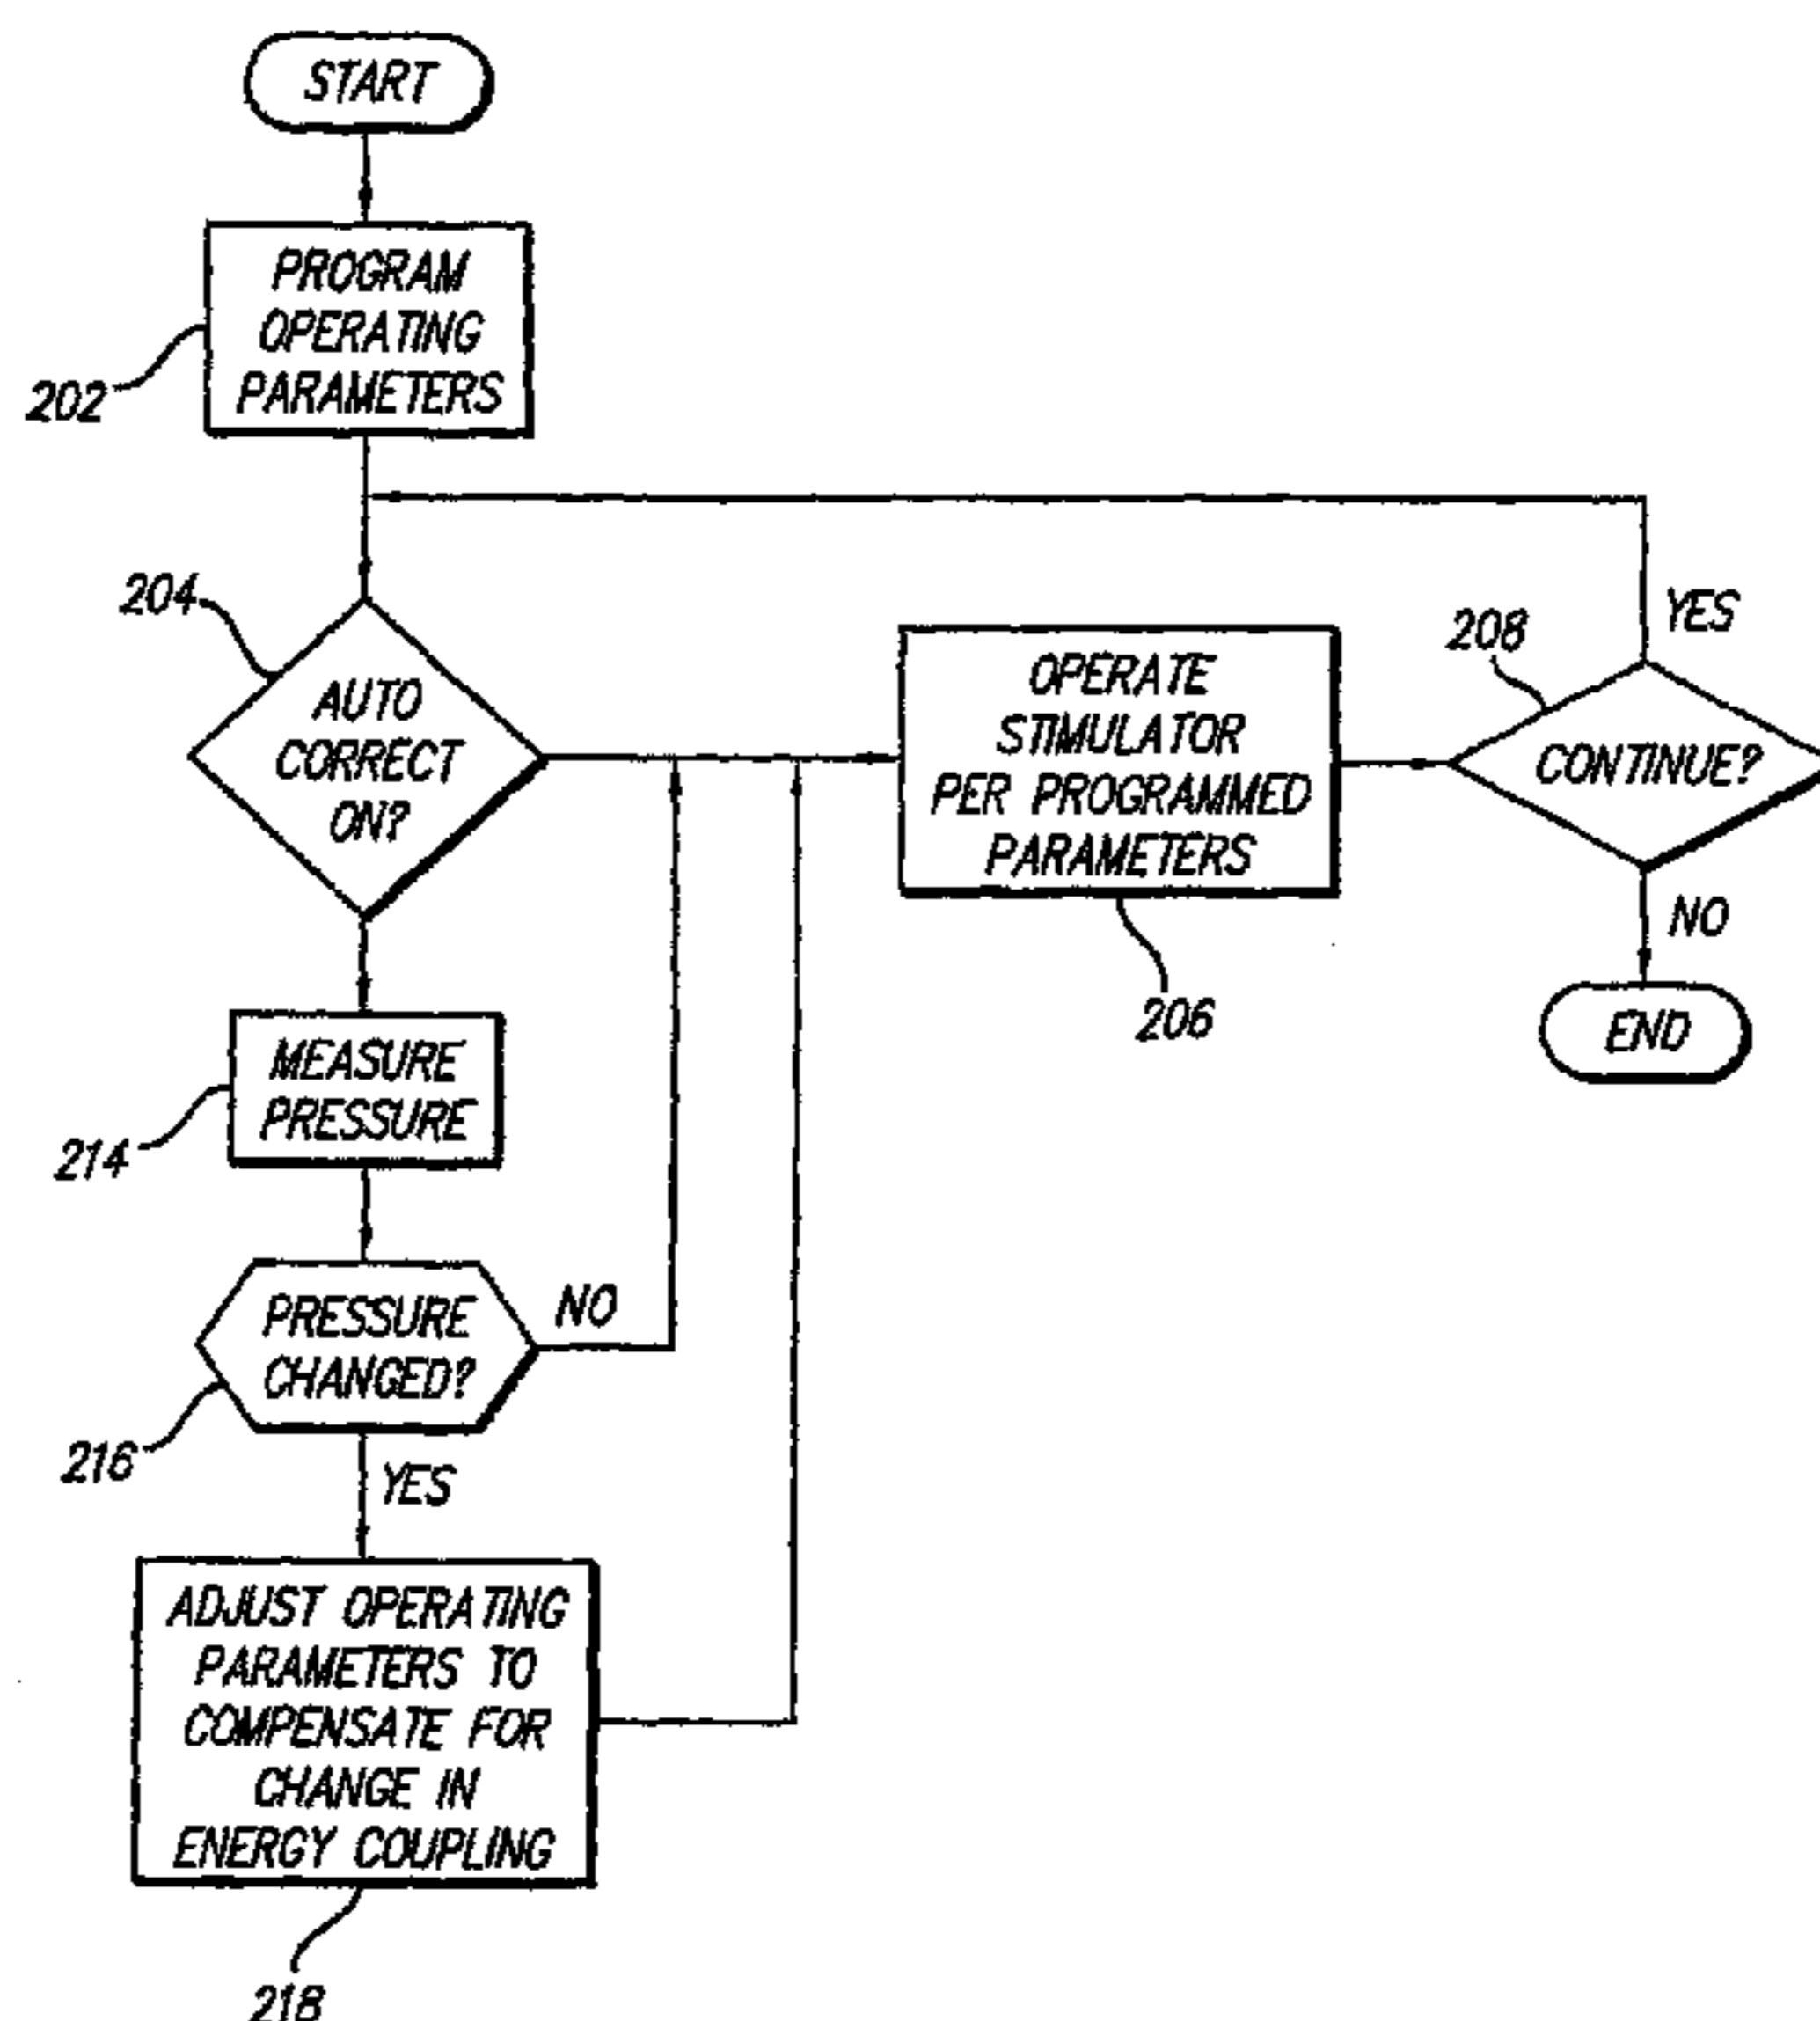 START
PROGRAM
OPERATING
PARAMETERS
202
204
AUTO
CORRECT
ON?
OPERATE
STIMULATOR
PER PROGRAMMED
PARAMETERS
206
208
CONTINUE?
YES
NO
END
MEASURE
PRESSURE
214
PRESSURE
CHANGED?
NO
216
YES
ADJUST OPERATING
PARAMETERS TO
COMPENSATE FOR
CHANGE IN
ENERGY COUPLING
218